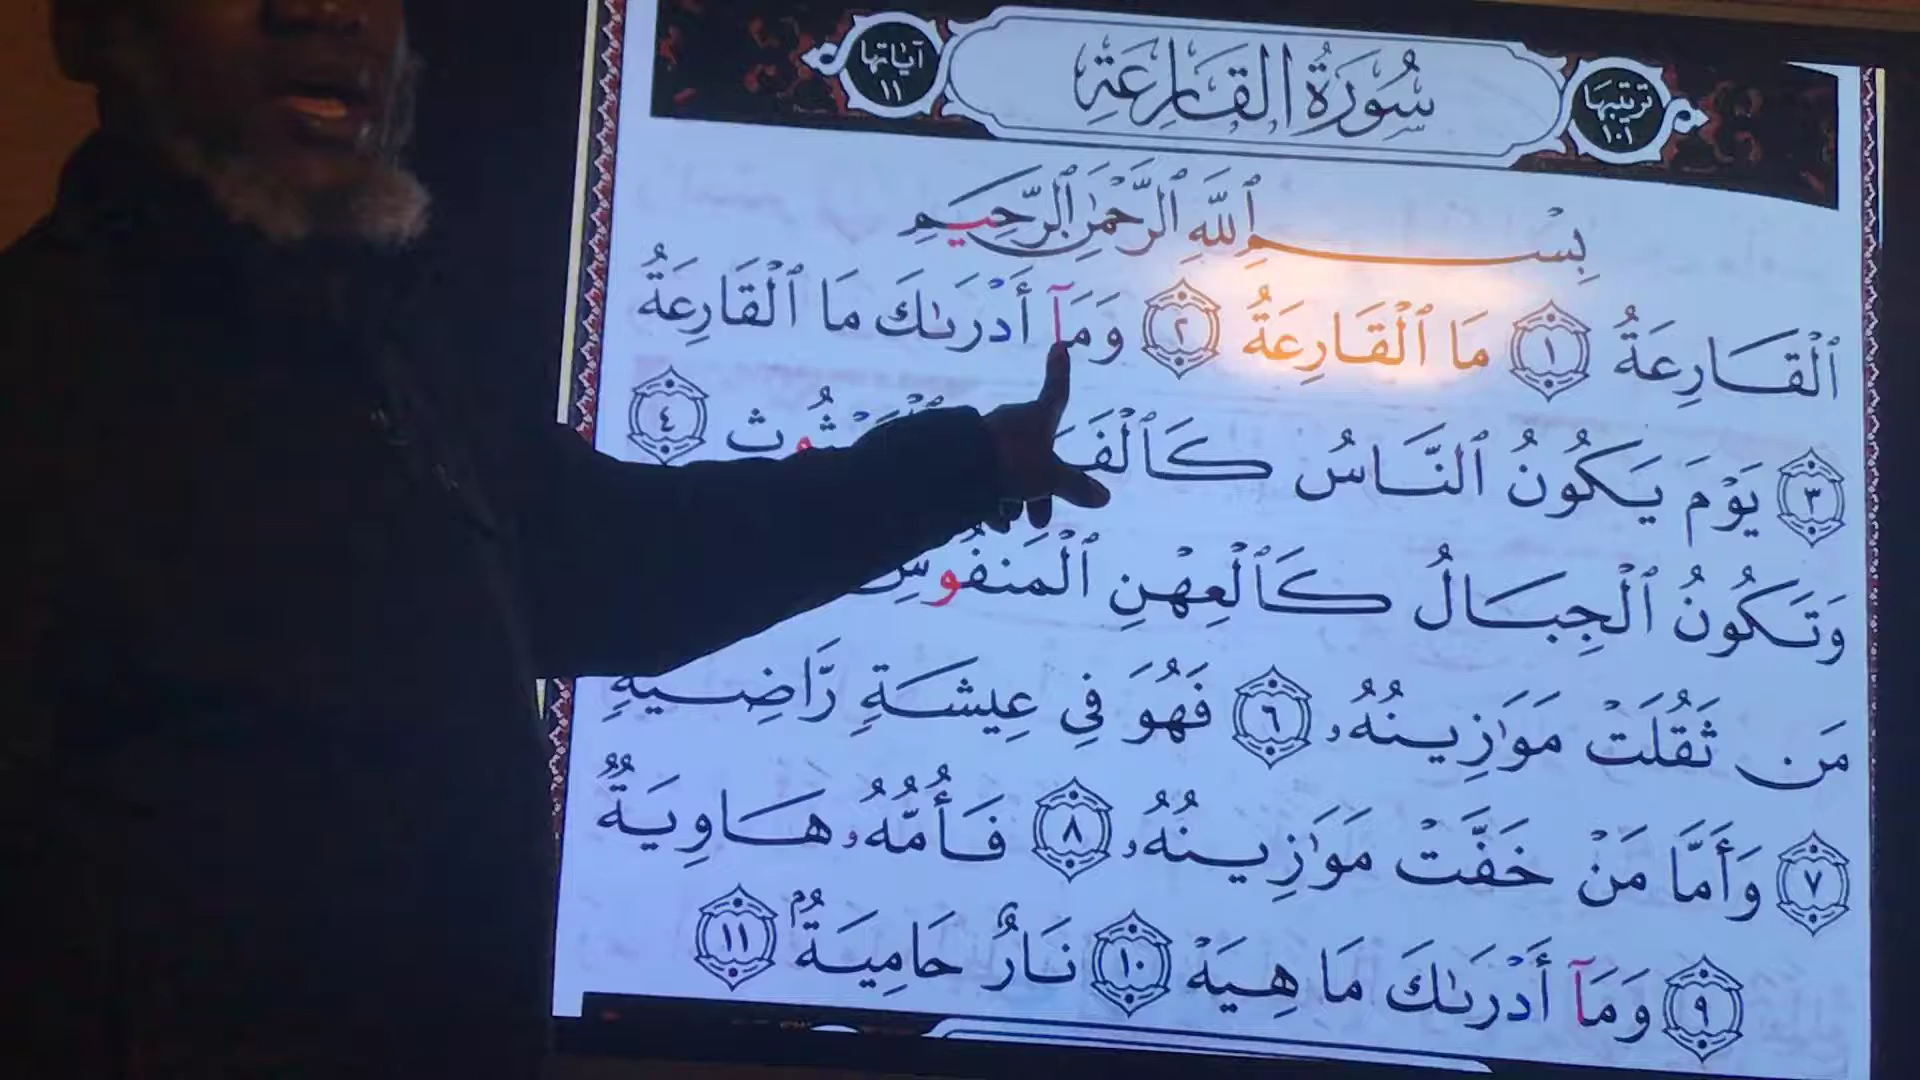 ترتيبها ١٠١ سُورَةُ القَارِعَةِ آياتها ١١
بِسْمِ ٱللَّهِ ٱلرَّحْمَٰنِ ٱلرَّحِيمِ
ٱلْقَارِعَةُ ١ مَا ٱلْقَارِعَةُ ٢ وَمَآ أَدْرَىٰكَ مَا ٱلْقَارِعَةُ
٣ يَوْمَ يَكُونُ ٱلنَّاسُ ٤
وَتَكُونُ ٱلْجِبَالُ كَٱلْعِهْنِ ٱلْمَنفُوشِ
مَن ثَقُلَتْ مَوَٰزِينُهُۥ ٦ فَهُوَ فِي عِيشَةٍ رَّاضِيَةٍ
٧ وَأَمَّا مَنْ خَفَّتْ مَوَٰزِينُهُۥ ٨ فَأُمُّهُۥ هَاوِيَةٌ
٩ وَمَآ أَدْرَىٰكَ مَا هِيَهْ ١٠ نَارٌ حَامِيَةٌۢ ١١